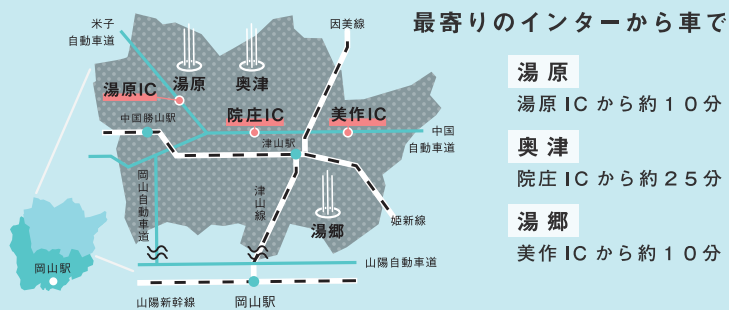 最寄りのインターから車で
湯原
湯原ICから約10分
奥津
院庄ICから約25分
湯郷
美作ICから約10分
米子
自動車道
因美線
湯原IC
湯原
奥津
中国勝山駅
院庄IC
美作IC
中国
自動車道
津山駅
岡山自動車道
津山線
湯郷
姫新線
岡山駅
山陽自動車道
山陽新幹線
岡山駅